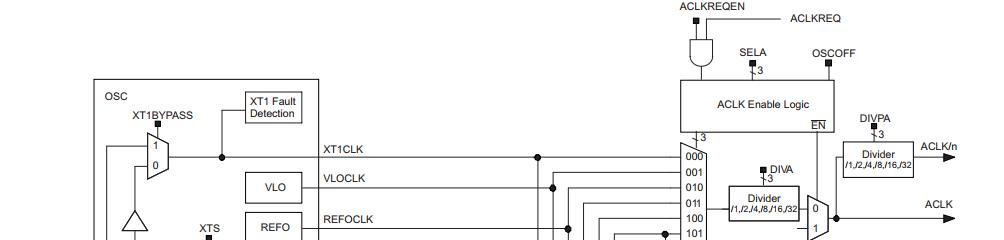 ACLKREQEN
ACLKREQ
SELA
OSCOFF
3
OSC
XT1 Fault
Detection
ACLK Enable Logic
XT1BYPASS
EN
DIVPA
3
3
1
0
XT1CLK
000
Divider
/1,/2,/4,/8,/16,/32
ACLK/n
001
DIVA
3
VLO
VLOCLK
010
Divider
/1,/2,/4,/8,/16,/32
011
0
ACLK
REFO
REFOCLK
100
XTS
101
1